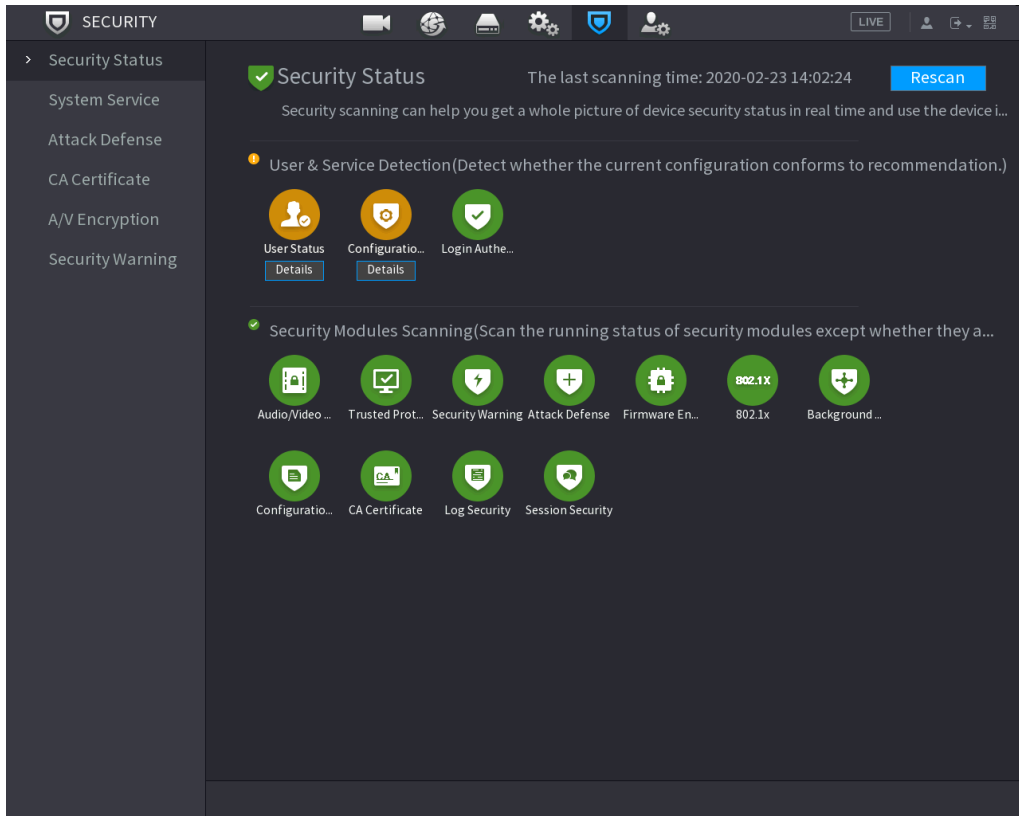 SECURITY
LIVE
Security Status
System Service
Attack Defense
CA Certificate
A/V Encryption
Security Warning
Security Status
The last scanning time: 2020-02-23 14:02:24
Rescan
Security scanning can help you get a whole picture of device security status in real time and use the device i...
User & Service Detection(Detect whether the current configuration conforms to recommendation.)
User Status
Configuratio...
Login Authe...
Details
Details
Security Modules Scanning(Scan the running status of security modules except whether they a...
802.1X
Audio/Video ...
Trusted Prot...
Security Warning
Attack Defense
Firmware En...
802.1x
Background ...
CA
Configuratio...
CA Certificate
Log Security
Session Security